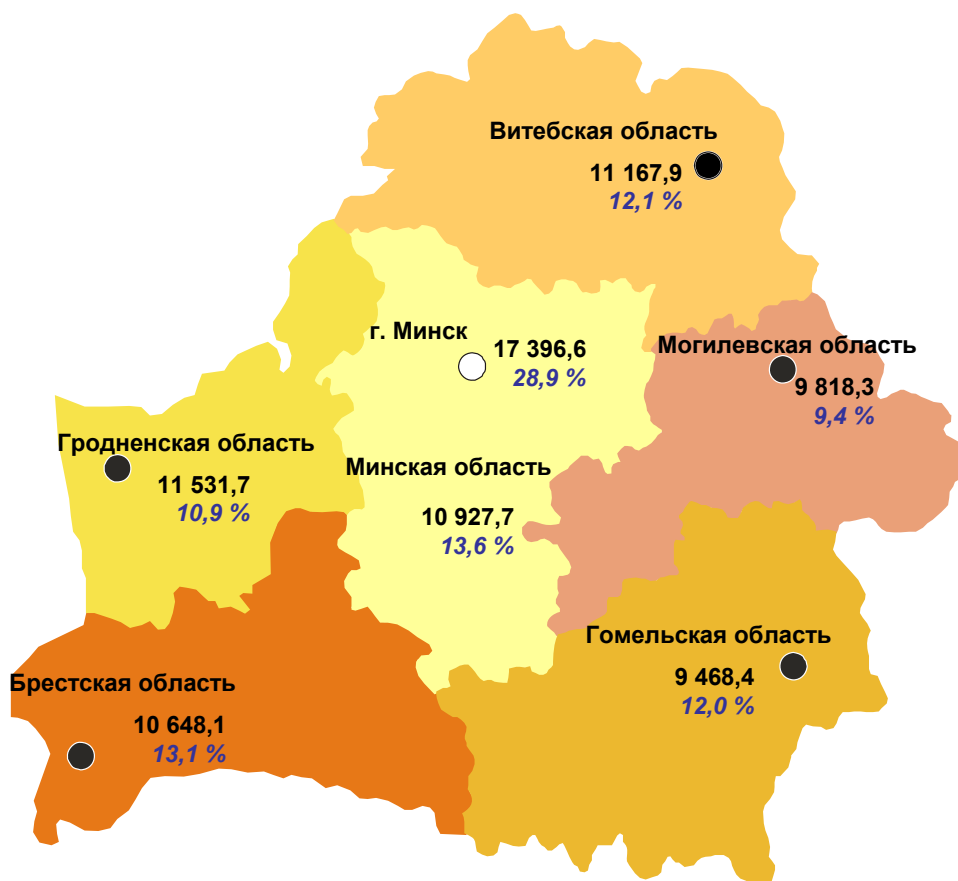 Витебская область
11 167,9
12,1 %
г. Минск
17 396,6
28,9 %
Могилевская область
9 818,3
9,4 %
Гродненская область
11 531,7
10,9 %
Минская область
10 927,7
13,6 %
Гомельская область
9 468,4
12,0 %
Брестская область
10 648,1
13,1 %